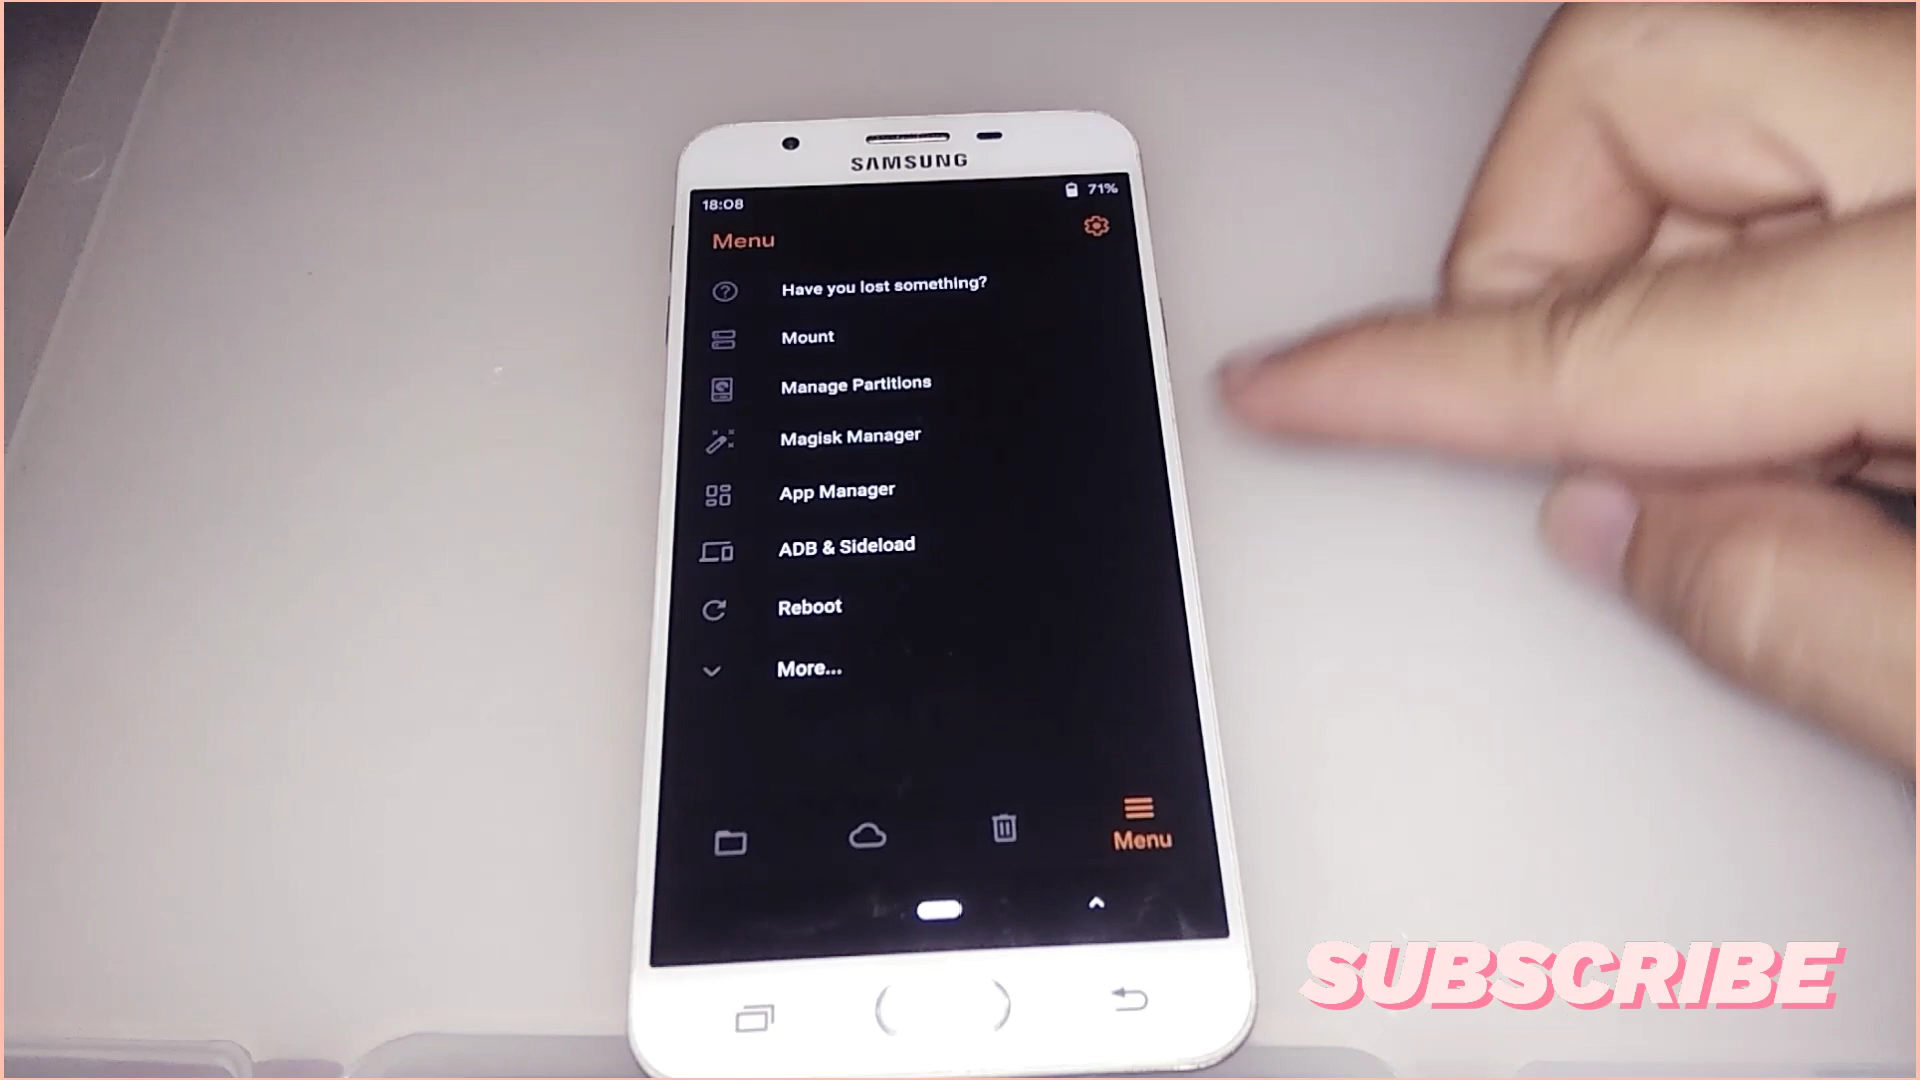 SAMSUNG
18:08 71%
Menu
Have you lost something?
Mount
Manage Partitions
Magisk Manager
App Manager
ADB & Sideload
Reboot
More...
Menu
SUBSCRIBE